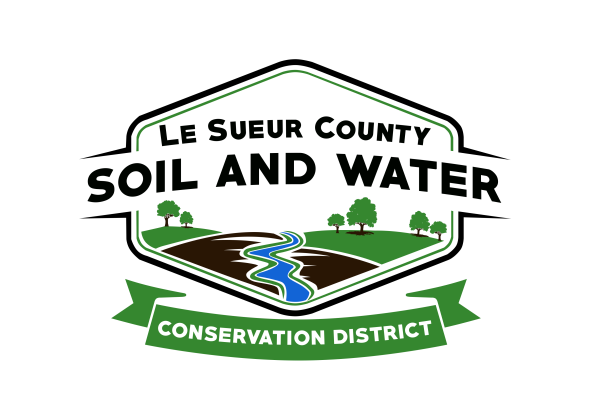 Le Sueur County
SOIL AND WATER
CONSERVATION DISTRICT